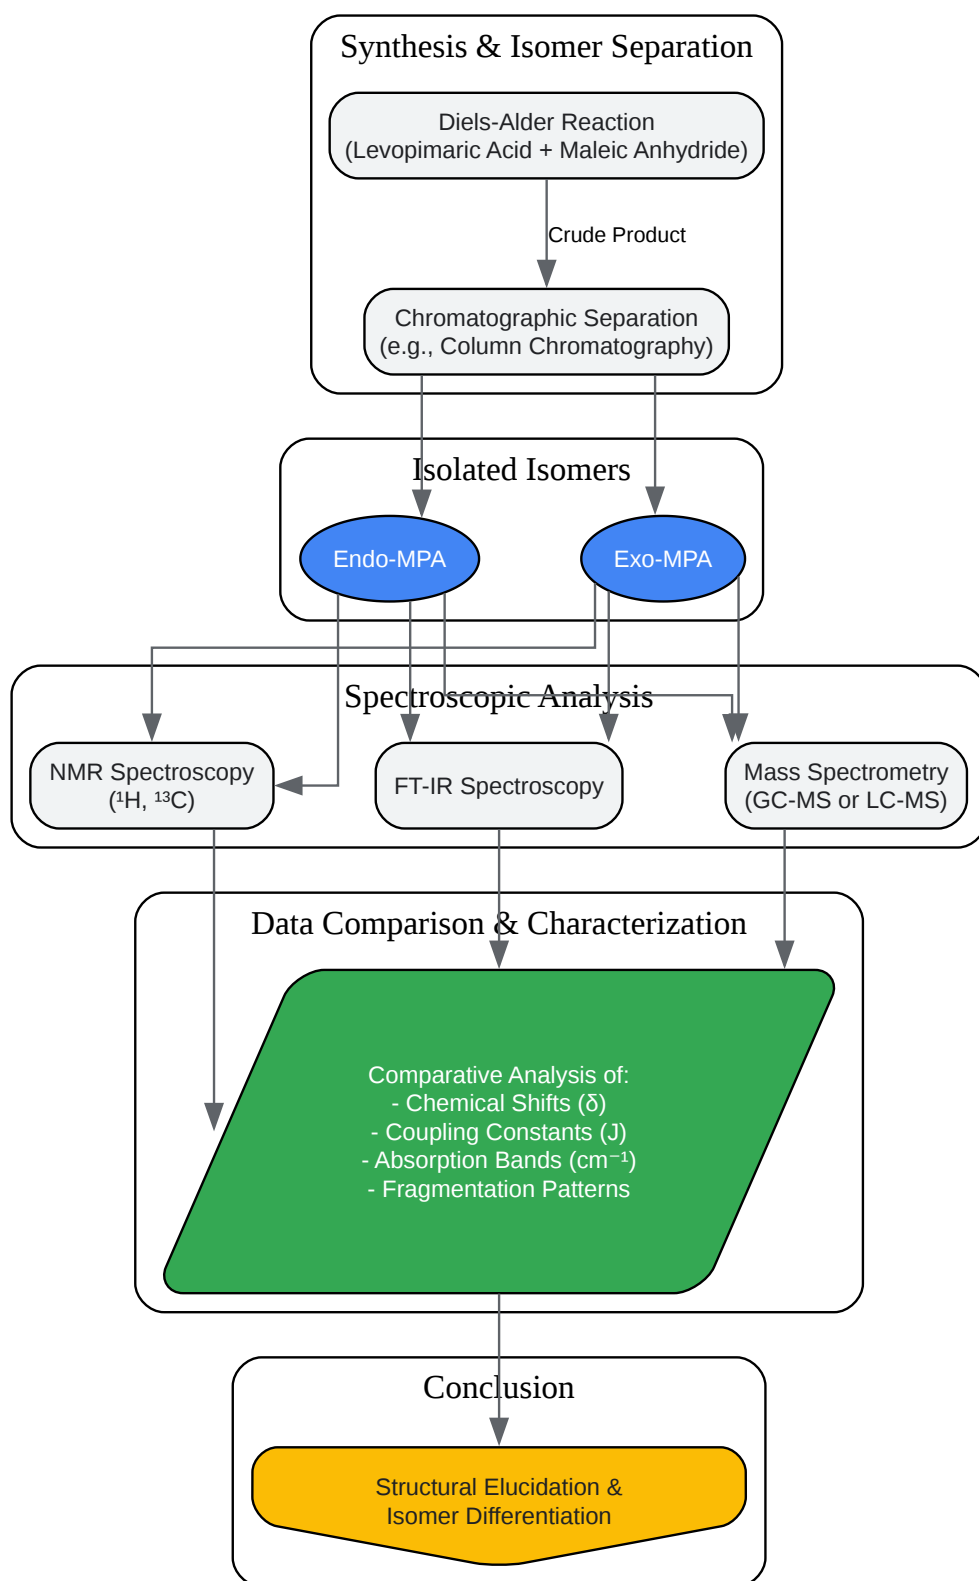 Synthesis & Isomer Separation
Diels-Alder Reaction
(Levopimaric Acid + Maleic Anhydride)
Crude Product
Chromatographic Separation
(e.g., Column Chromatography)
Isolated Isomers
Endo-MPA
Exo-MPA
Spectroscopic Analysis
NMR Spectroscopy
(¹H, ¹³C)
FT-IR Spectroscopy
Mass Spectrometry
(GC-MS or LC-MS)
Data Comparison & Characterization
Comparative Analysis of:
- Chemical Shifts (δ)
- Coupling Constants (J)
- Absorption Bands (cm⁻¹)
- Fragmentation Patterns
Conclusion
Structural Elucidation &
Isomer Differentiation